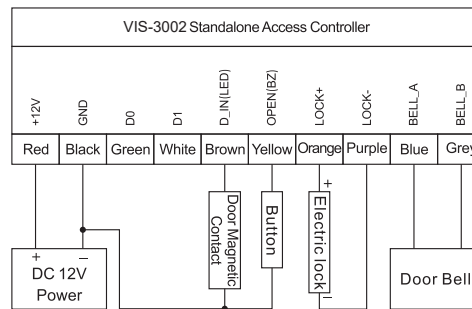 VIS-3002 Standalone Access Controller
+12V GND D0 D1 D_IN(LED) OPEN(BZ) LOCK+ LOCK- BELL_A BELL_B
Red Black Green White Brown Yellow Orange Purple Blue Grey
+ − DC 12V
Power
Door Magnetic
Contact
Button
+ Electric lock −
Door Bell